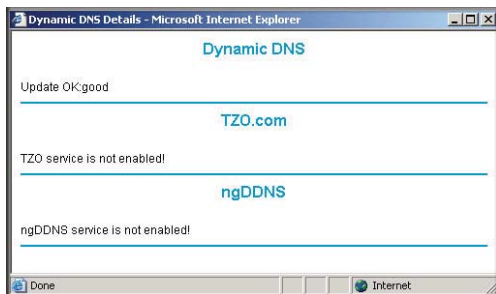 Dynamic DNS Details - Microsoft Internet Explorer
Dynamic DNS
Update OK:good
TZO.com
TZO service is not enabled!
ngDDNS
ngDDNS service is not enabled!
Done
Internet